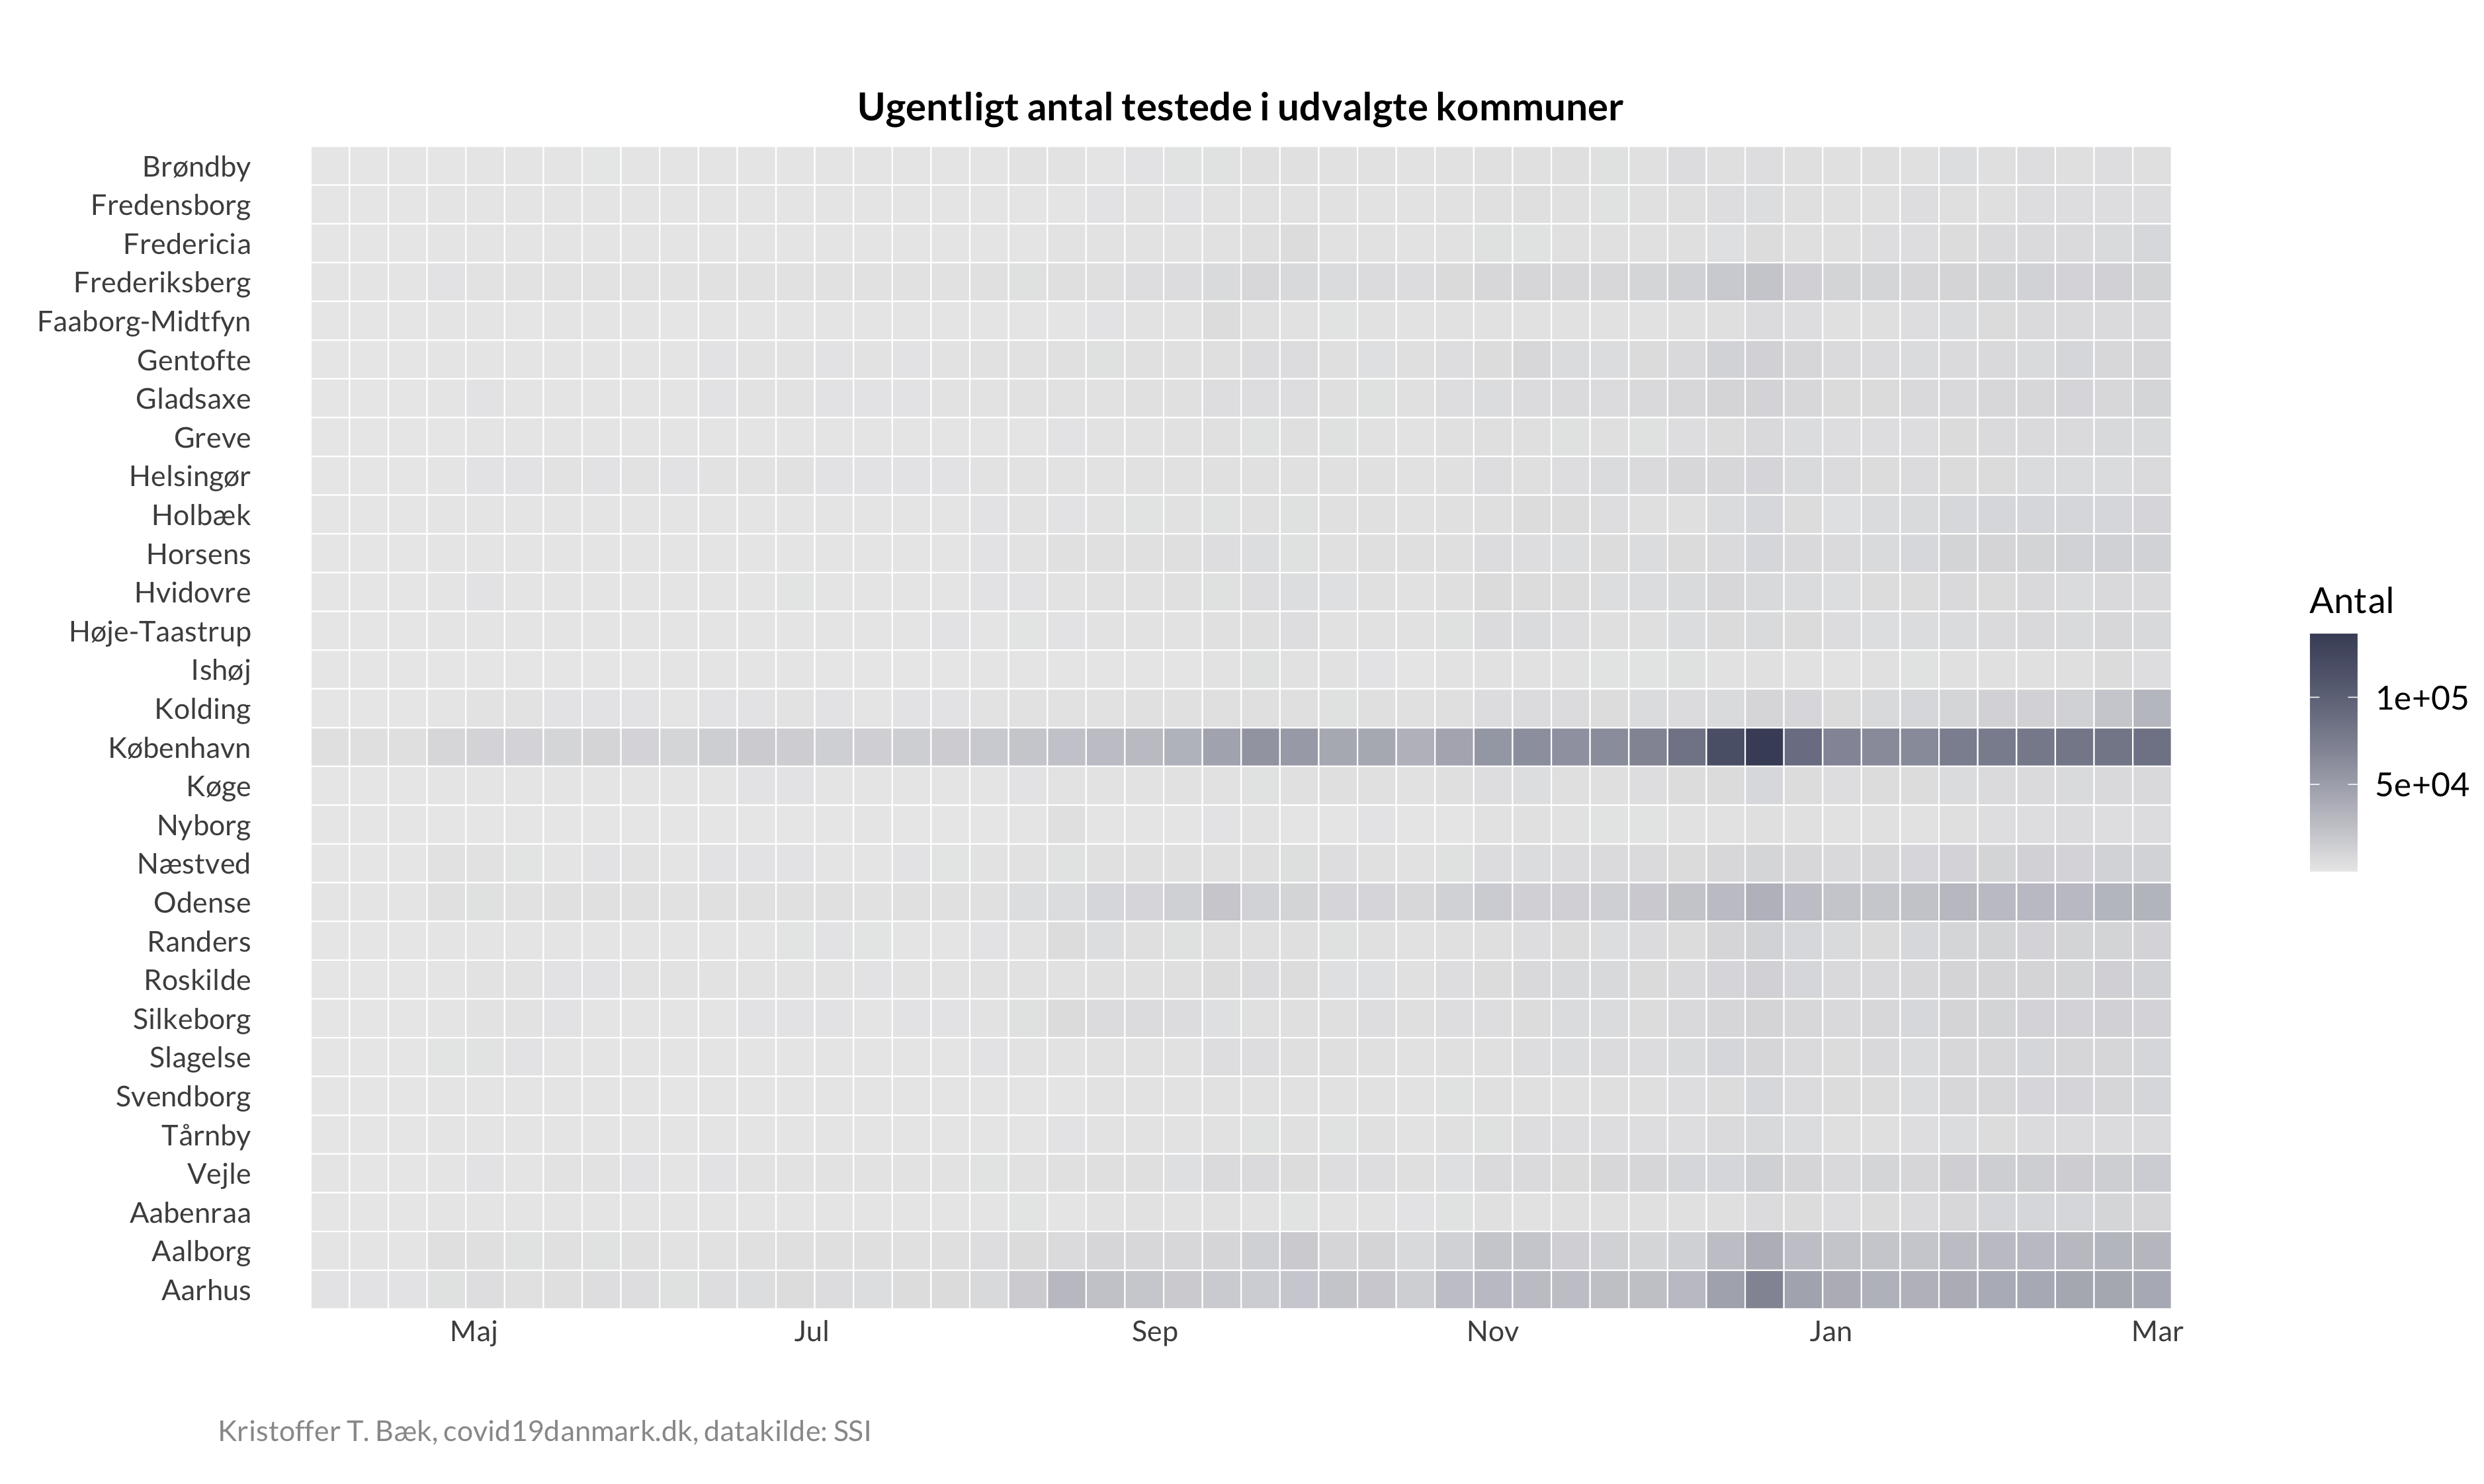 Ugentligt antal testede i udvalgte kommuner
Brøndby
Fredensborg
Fredericia
Frederiksberg
Faaborg-Midtfyn
Gentofte
Gladsaxe
Greve
Helsingør
Holbæk
Horsens
Hvidovre
Høje-Taastrup
Ishøj
Kolding
København
Køge
Nyborg
Næstved
Odense
Randers
Roskilde
Silkeborg
Slagelse
Svendborg
Tårnby
Vejle
Aabenraa
Aalborg
Aarhus
Maj Jul Sep Nov Jan Mar
Antal
1e+05
5e+04
Kristoffer T. Bæk, covid19danmark.dk, datakilde: SSI